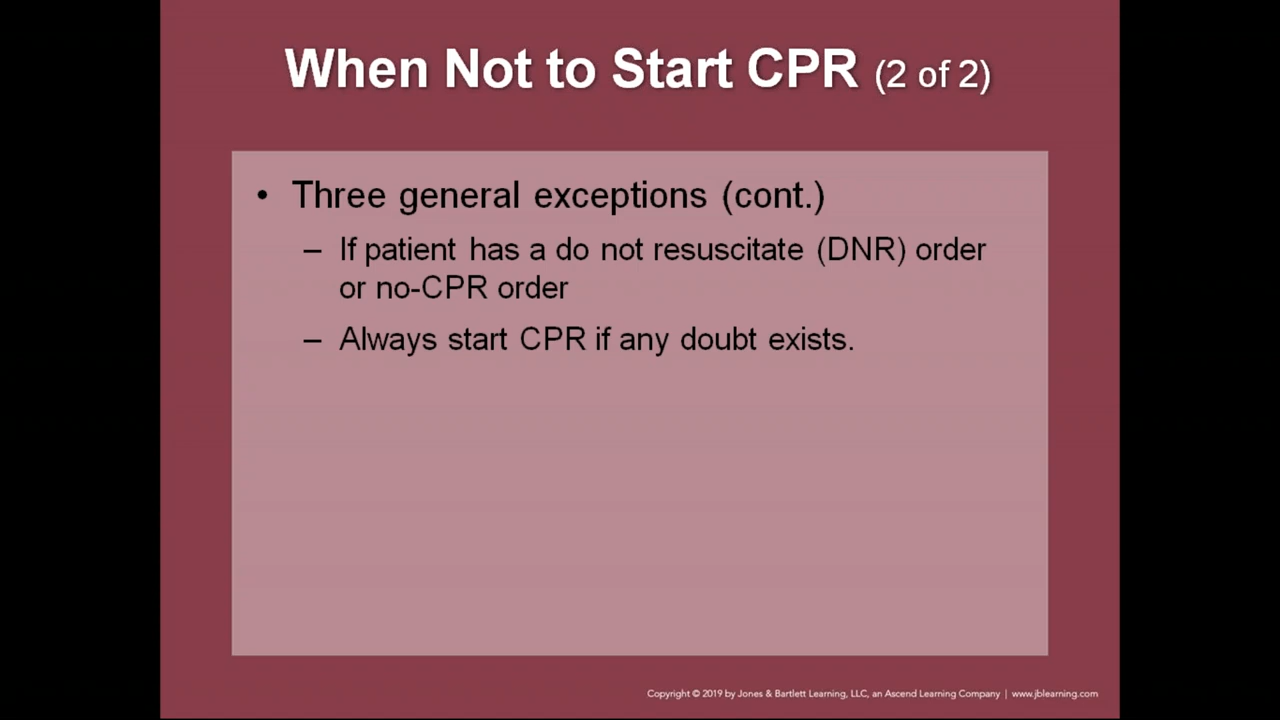 When Not to Start CPR (2 of 2)
• Three general exceptions (cont.)
– If patient has a do not resuscitate (DNR) order
or no-CPR order
– Always start CPR if any doubt exists.
Copyright © 2019 by Jones & Bartlett Learning, LLC, an Ascend Learning Company | www.jblearning.com